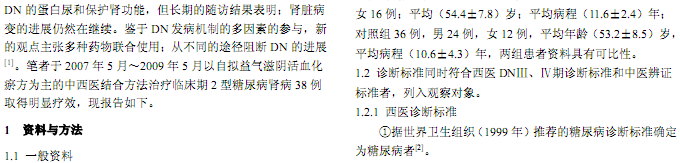 DN 的蛋白尿和保护肾功能，但长期的随访结果表明：肾脏病
变的进展仍然在继续。鉴于 DN 发病机制的多因素的参与，新
的观点主张多种药物联合使用；从不同的途径阻断 DN 的进展
[1]。笔者于 2007 年 5 月～2009 年 5 月以自拟益气滋阴活血化
瘀方为主的中西医结合方法治疗临床期 2 型糖尿病肾病 38 例
取得明显疗效，现报告如下。
1 资料与方法
1.1 一般资料
女 16 例；平均（54.4±7.8）岁；平均病程（11.6±2.4）年；
对照组 36 例，男 24 例，女 12 例，平均年龄（53.2±8.5）岁，
平均病程（10.6±4.3）年，两组患者资料具有可比性。
1.2 诊断标准同时符合西医 DNⅢ、Ⅳ期诊断标准和中医辨证
标准者，列入观察对象。
1.2.1 西医诊断标准
①据世界卫生组织（1999 年）推荐的糖尿病诊断标准确定
为糖尿病者[2]。